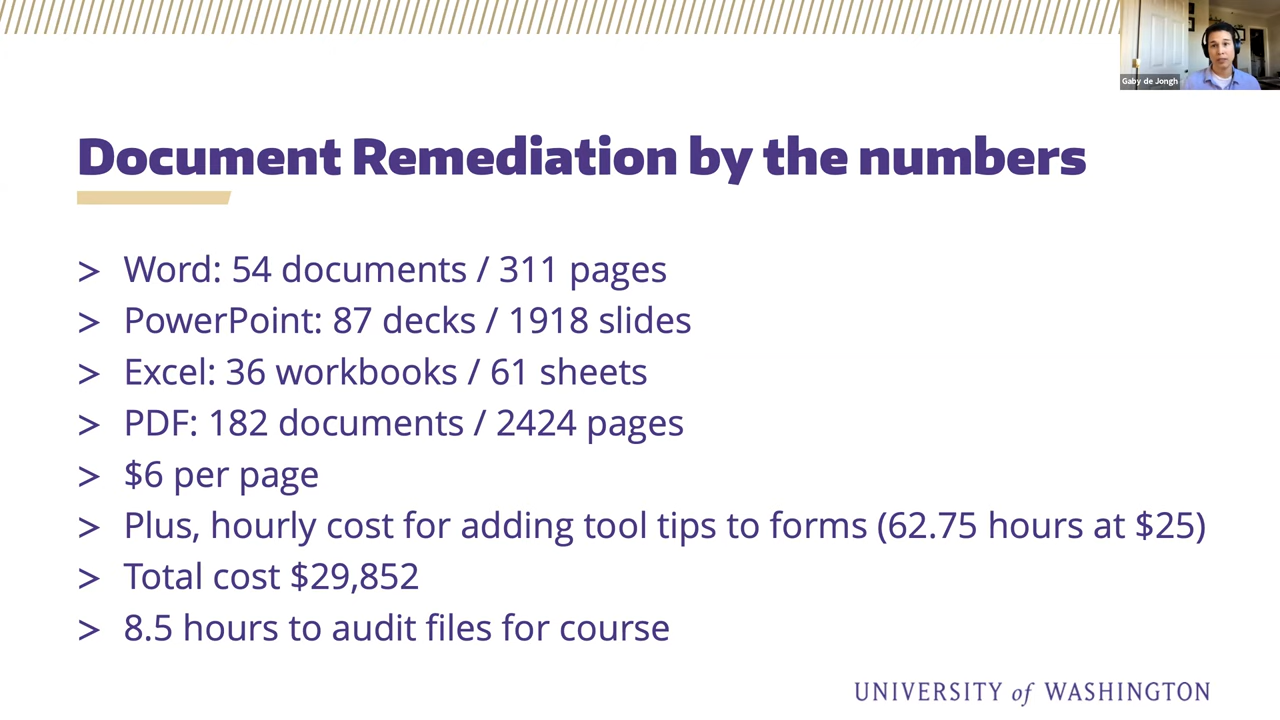 Gaby de Jongh
Document Remediation by the numbers
> Word: 54 documents / 311 pages
> PowerPoint: 87 decks / 1918 slides
> Excel: 36 workbooks / 61 sheets
> PDF: 182 documents / 2424 pages
> $6 per page
> Plus, hourly cost for adding tool tips to forms (62.75 hours at $25)
> Total cost $29,852
> 8.5 hours to audit files for course
UNIVERSITY of WASHINGTON